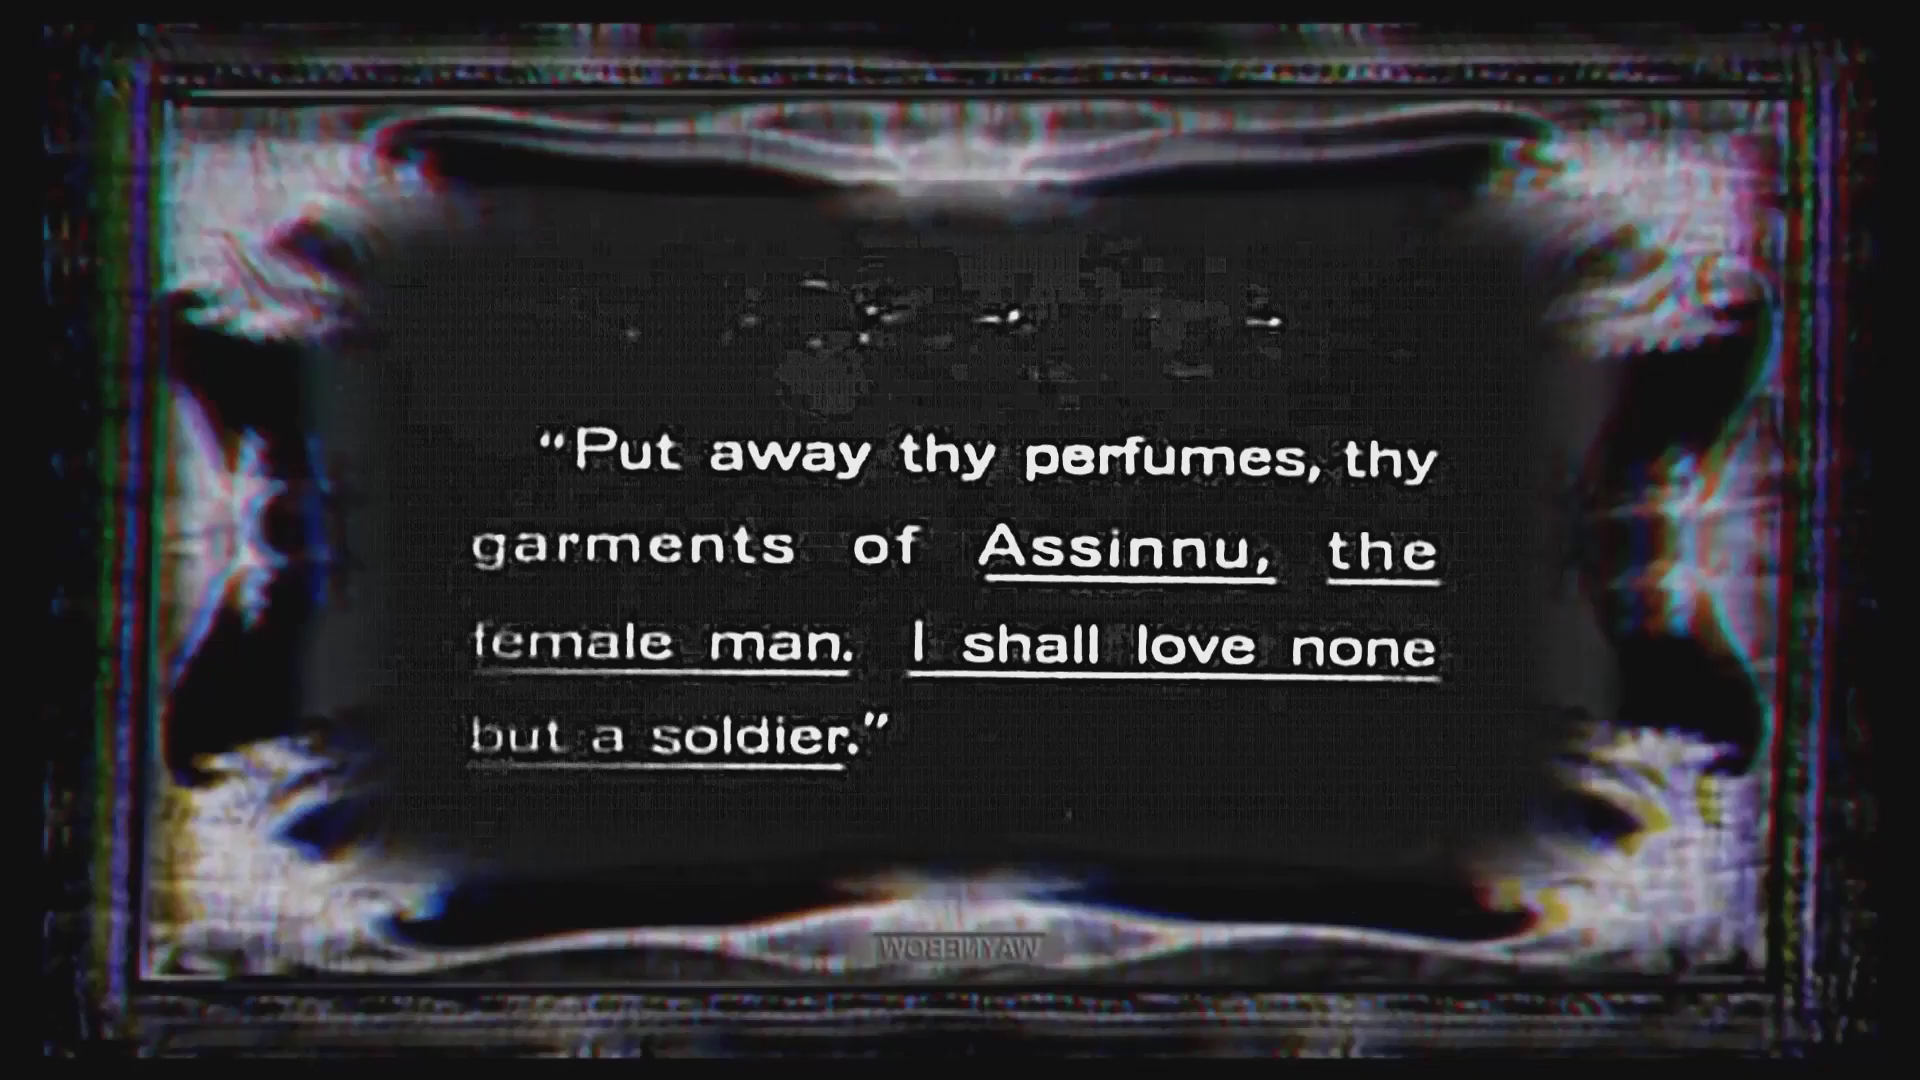 “Put away thy perfumes, thy
garments of Assinnu, the
female man. I shall love none
but a soldier.”